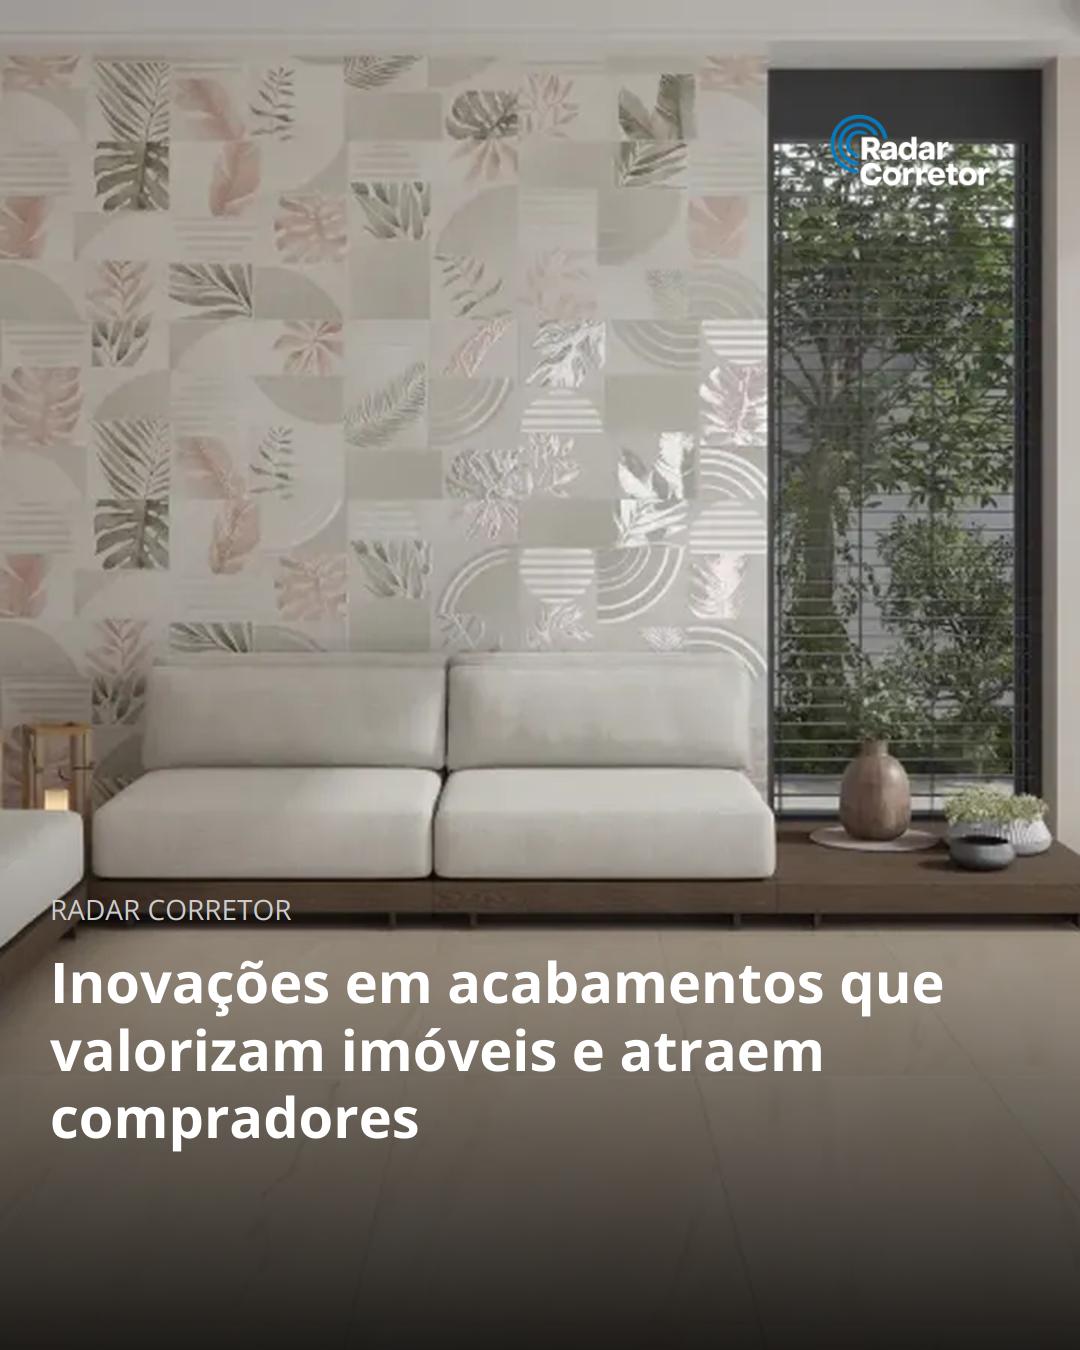 Radar
Corretor
RADAR CORRETOR
Inovações em acabamentos que
valorizam imóveis e atraem
compradores